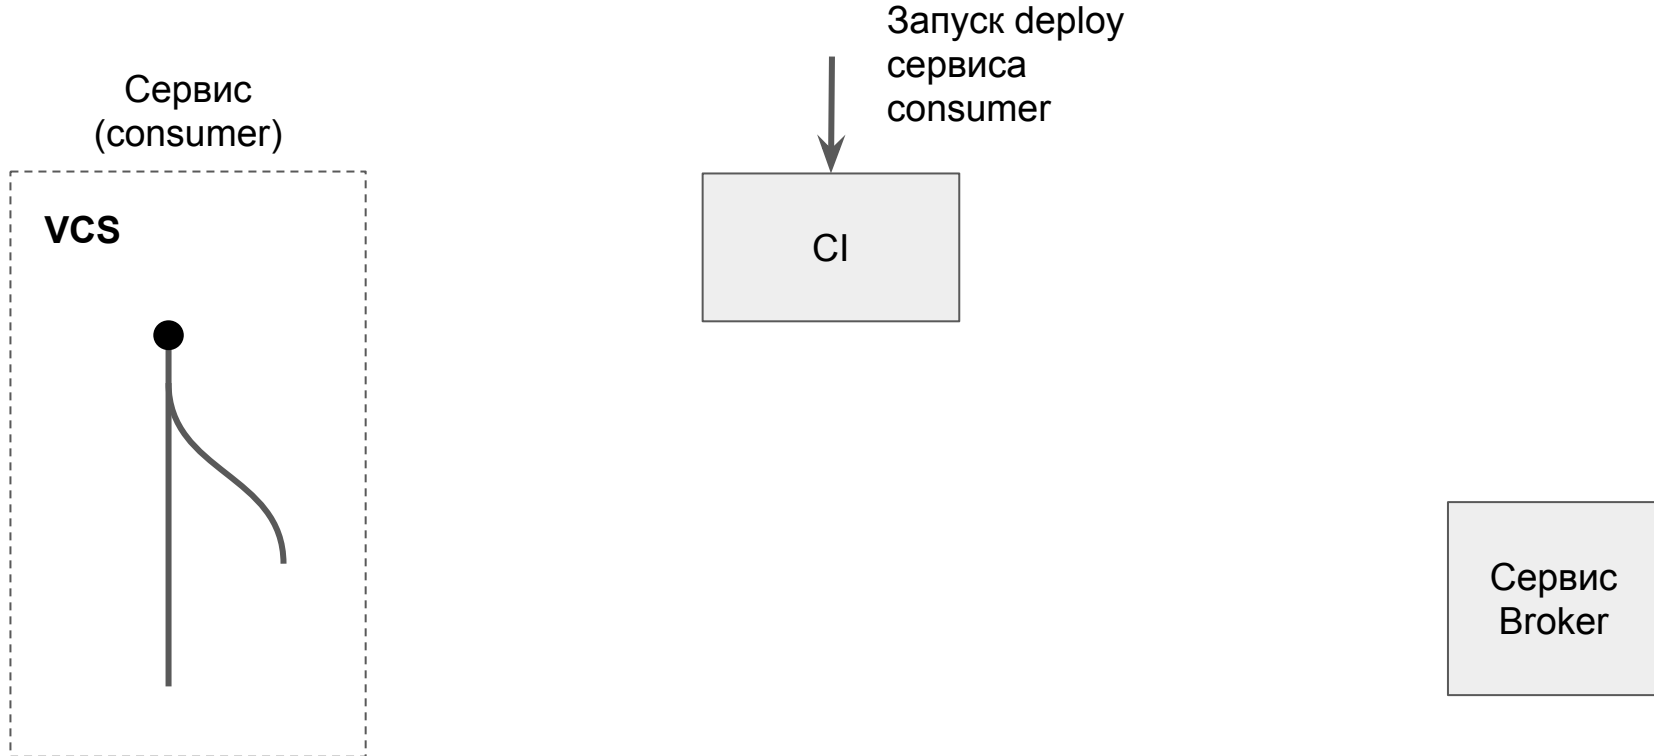 Запуск deploy
сервиса
consumer
Сервис
(consumer)
VCS
CI
Сервис
Broker